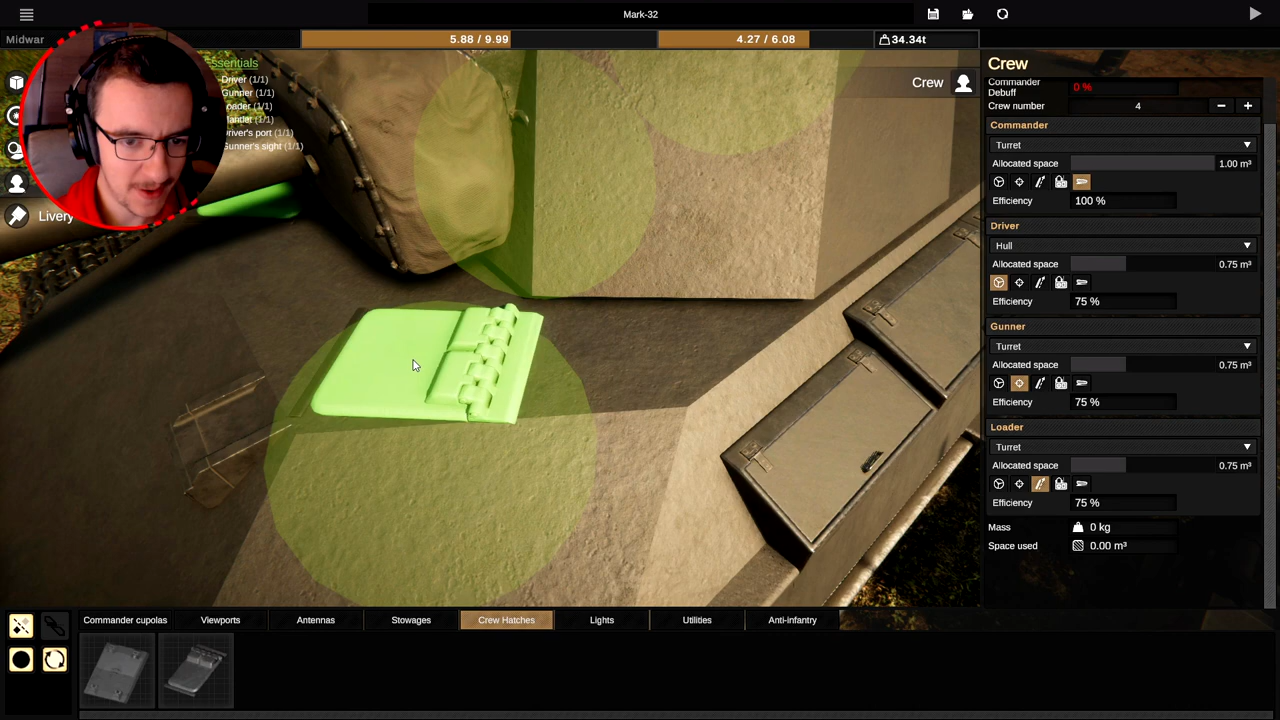 Mark-32
Midwar
5.88 / 9.99
4.27 / 6.08
34.34t
Crew
Crew
Commander Debuff
0 %
Crew number
4
ssentials
Driver (1/1)
Gunner (1/1)
oader (1/1)
river's port (1/1)
Gunner's sight (1/1)
Livery
Commander
Turret
Allocated space
1.00 m³
Efficiency
100 %
Driver
Hull
Allocated space
0.75 m³
Efficiency
75 %
Gunner
Turret
Allocated space
0.75 m³
Efficiency
75 %
Loader
Turret
Allocated space
0.75 m³
Efficiency
75 %
Mass
0 kg
Space used
0.00 m³
Commander cupolas
Viewports
Antennas
Stowages
Crew Hatches
Lights
Utilities
Anti-infantry